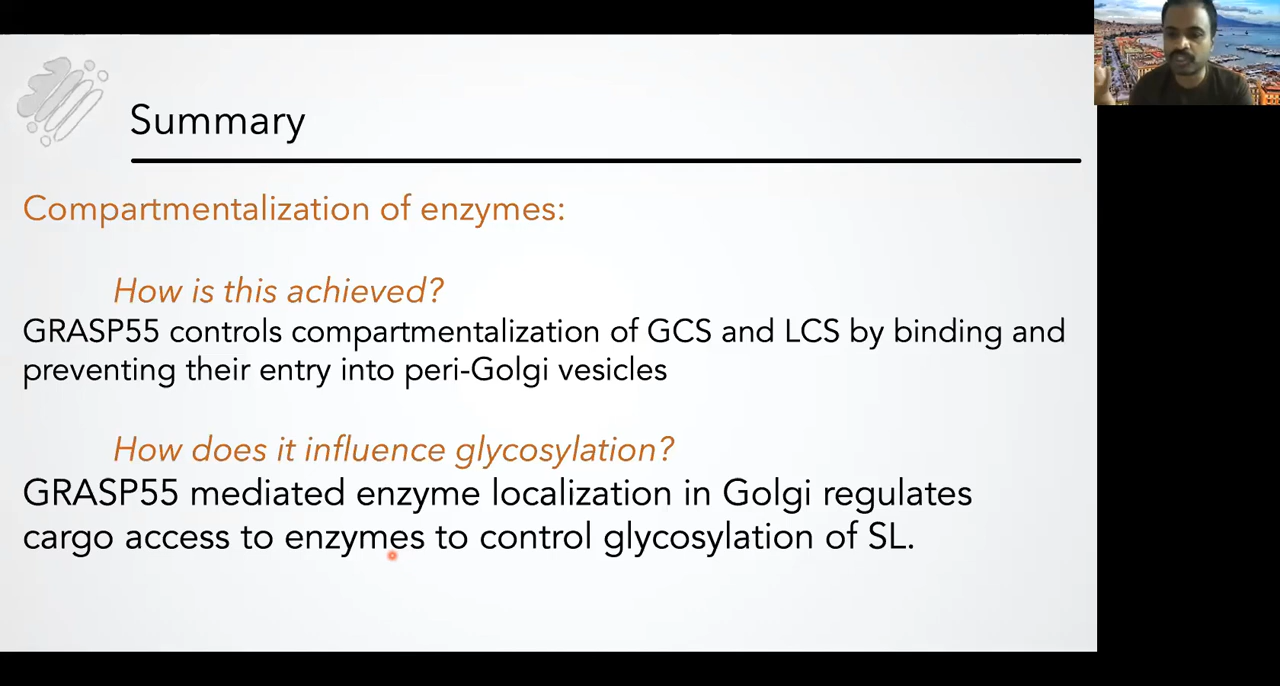 Summary
Compartmentalization of enzymes:
How is this achieved?
GRASP55 controls compartmentalization of GCS and LCS by binding and
preventing their entry into peri-Golgi vesicles
How does it influence glycosylation?
GRASP55 mediated enzyme localization in Golgi regulates
cargo access to enzymes to control glycosylation of SL.